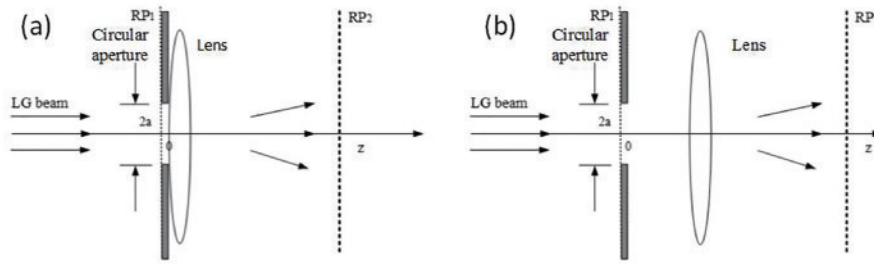 (a)
RP1
Circular
aperture
Lens
RP2
LG beam
2a
0
z
(b)
RP1
Circular
aperture
Lens
RP
LG beam
2a
0
z